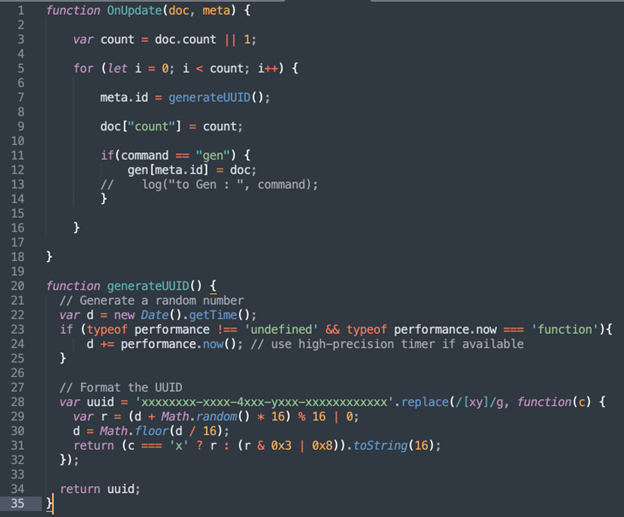 1 function OnUpdate(doc, meta) {
2
3     var count = doc.count || 1;
4
5     for (let i = 0; i < count; i++) {
6
7         meta.id = generateUUID();
8
9         doc["count"] = count;
10
11         if(command == "gen") {
12             gen[meta.id] = doc;
13         //    log("to Gen : ", command);
14         }
15
16     }
17
18 }
19
20 function generateUUID() {
21   // Generate a random number
22   var d = new Date().getTime();
23   if (typeof performance !== 'undefined' && typeof performance.now === 'function'){
24       d += performance.now(); // use high-precision timer if available
25   }
26
27   // Format the UUID
28   var uuid = 'xxxxxxxx-xxxx-4xxx-yxxx-xxxxxxxxxxxx'.replace(/[xy]/g, function(c) {
29     var r = (d + Math.random() * 16) % 16 | 0;
30     d = Math.floor(d / 16);
31     return (c === 'x' ? r : (r & 0x3 | 0x8)).toString(16);
32   });
33
34   return uuid;
35 }